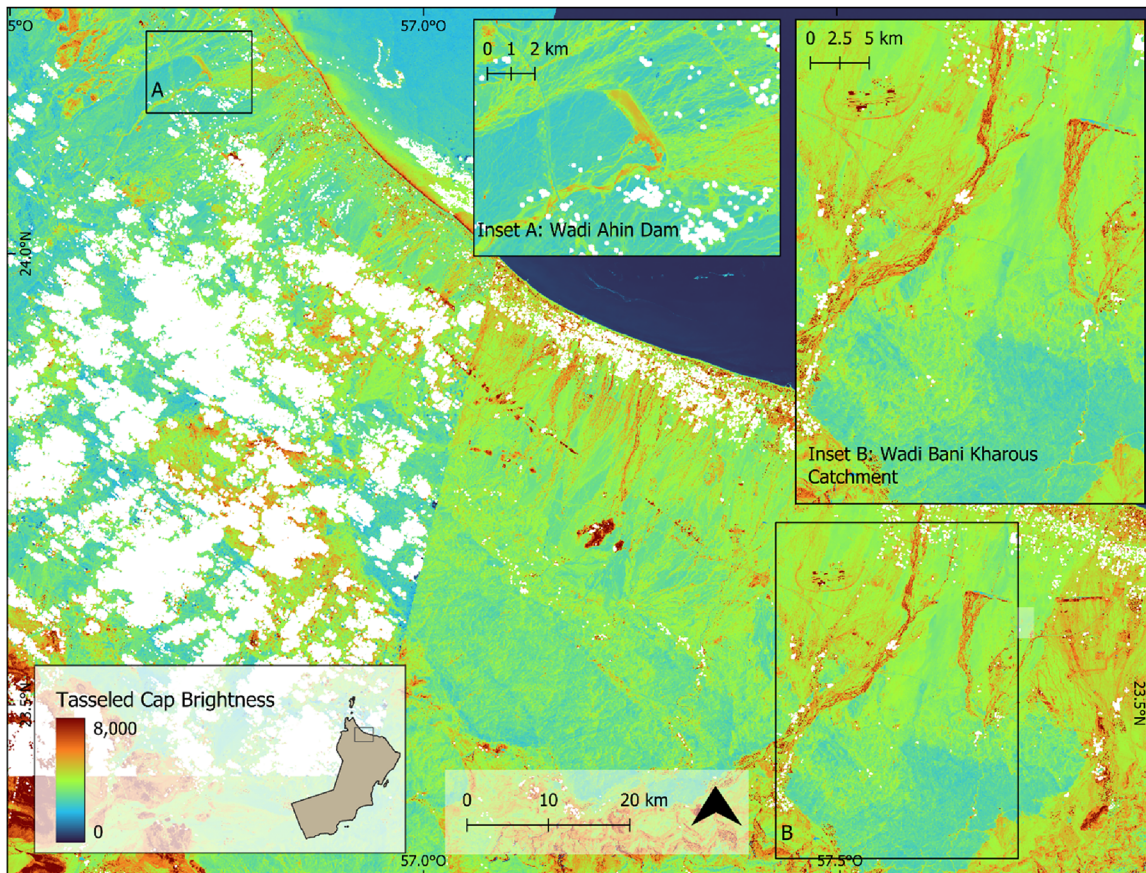 5°O
57.0°O
0 1 2 km
0 2.5 5 km
A
24.0°N
Inset A: Wadi Ahin Dam
Inset B: Wadi Bani Kharous
Catchment
Tasseled Cap Brightness
8,000
0
23.5°N
23.5°N
0 10 20 km
B
57.0°O
57.5°O